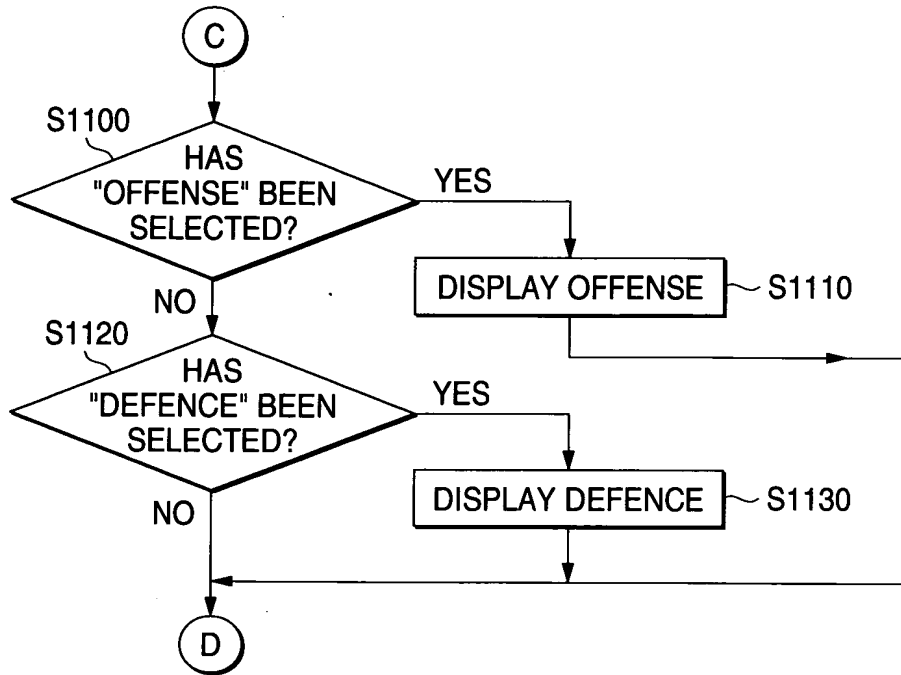 C
S1100
HAS
"OFFENSE" BEEN
SELECTED?
YES
NO
DISPLAY OFFENSE
S1110
S1120
HAS
"DEFENCE" BEEN
SELECTED?
YES
NO
DISPLAY DEFENCE
S1130
D